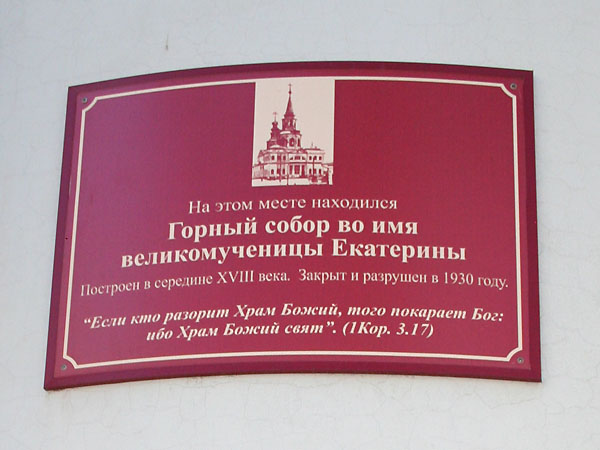 На этом месте находился
Горный собор во имя
великомученицы Екатерины
Построен в середине XVIII века. Закрыт и разрушен в 1930 году.
“Если кто разорит Храм Божий, того покарает Бог:
ибо Храм Божий свят”. (1Кор. 3.17)